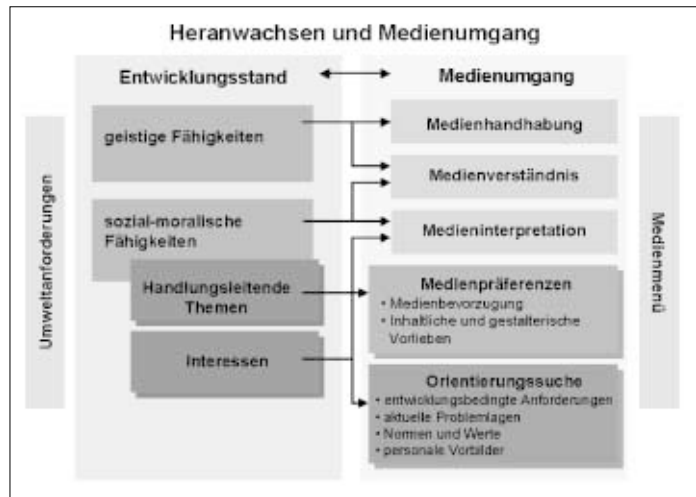 Heranwachsen und Medienumgang
Umweltanforderungen
Entwicklungsstand
geistige Fähigkeiten
sozial-moralische
Fähigkeiten
Handlungsleitende
Themen
Interessen
Medienumgang
Medienhandhabung
Medienverständnis
Medieninterpretation
Medienpräferenzen
• Medienbevorzugung
• Inhaltliche und gestalterische
Vorlieben
Orientierungssuche
• entwicklungsbedingte Anforderungen
• aktuelle Problemlagen
• Normen und Werte
• personale Vorbilder
Medienmenü